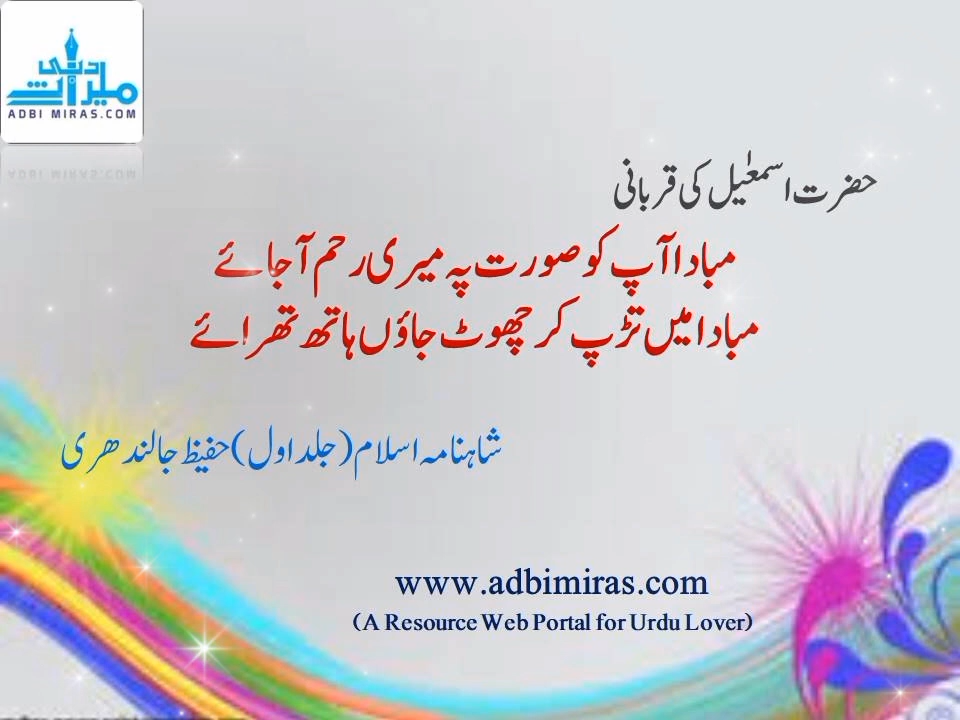 ادبی
میراث
ADBI MIRAS.COM
حضرت اسمعٰیل کی قربانی
مبادا آپ کو صورت پہ میری رحم آجائے
مبادا میں تڑپ کر چھوٹ جاؤں ہاتھ تھرائے
شاہنامہ اسلام (جلد اول) حفیظ جالندھری
www.adbimiras.com
(A Resource Web Portal for Urdu Lover)